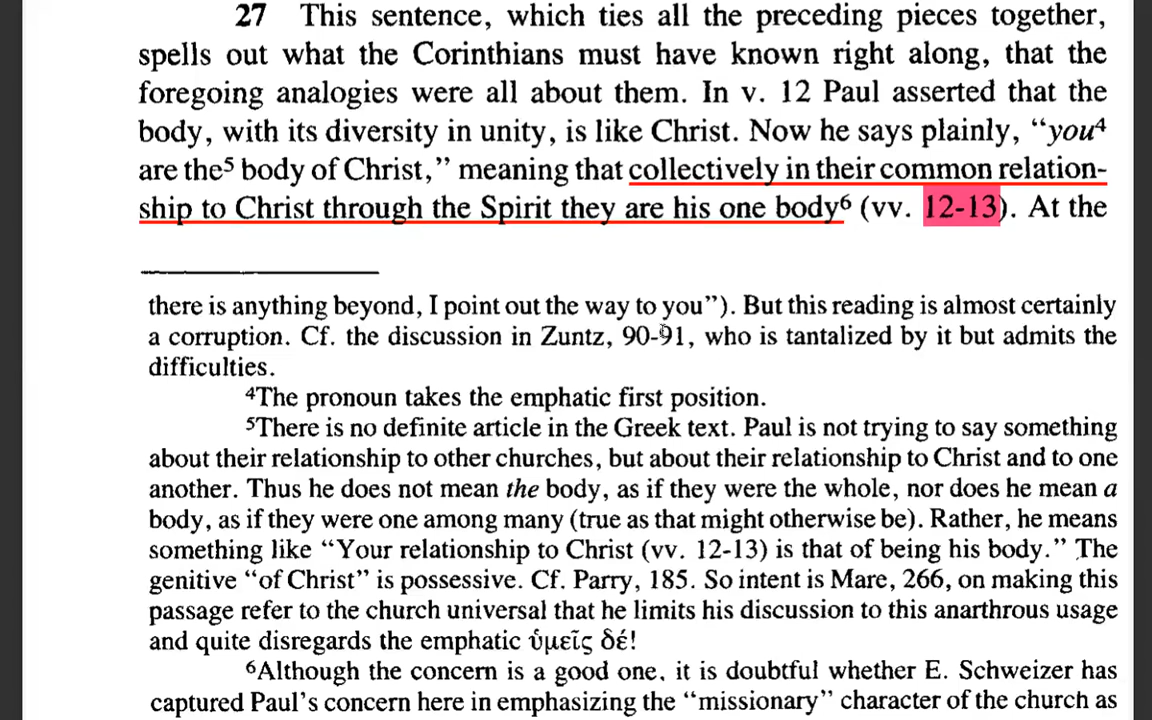 27 This sentence, which ties all the preceding pieces together,
spells out what the Corinthians must have known right along, that the
foregoing analogies were all about them. In v. 12 Paul asserted that the
body, with its diversity in unity, is like Christ. Now he says plainly, “you⁴
are the⁵ body of Christ,” meaning that collectively in their common relation-
ship to Christ through the Spirit they are his one body⁶ (vv. 12-13). At the
there is anything beyond, I point out the way to you”). But this reading is almost certainly
a corruption. Cf. the discussion in Zuntz, 90-91, who is tantalized by it but admits the
difficulties.
⁴The pronoun takes the emphatic first position.
⁵There is no definite article in the Greek text. Paul is not trying to say something
about their relationship to other churches, but about their relationship to Christ and to one
another. Thus he does not mean the body, as if they were the whole, nor does he mean a
body, as if they were one among many (true as that might otherwise be). Rather, he means
something like “Your relationship to Christ (vv. 12-13) is that of being his body.” The
genitive “of Christ” is possessive. Cf. Parry, 185. So intent is Mare, 266, on making this
passage refer to the church universal that he limits his discussion to this anarthrous usage
and quite disregards the emphatic ὑμεῖς δέ!
⁶Although the concern is a good one, it is doubtful whether E. Schweizer has
captured Paul’s concern here in emphasizing the “missionary” character of the church as